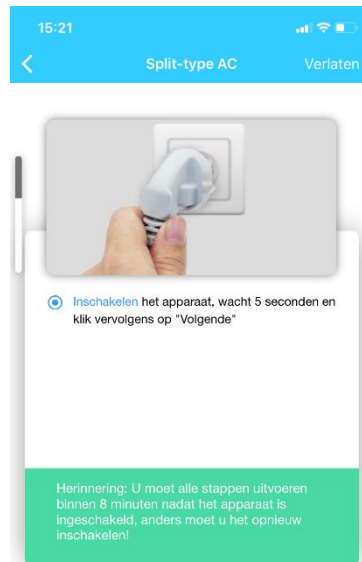 15:21
Split-type AC
Verlaten
Inschakelen het apparaat, wacht 5 seconden en
klik vervolgens op "Volgende"
Herinnering: U moet alle stappen uitvoeren
binnen 8 minuten nadat het apparaat is
ingeschakeld, anders moet u het opnieuw
inschakelen!